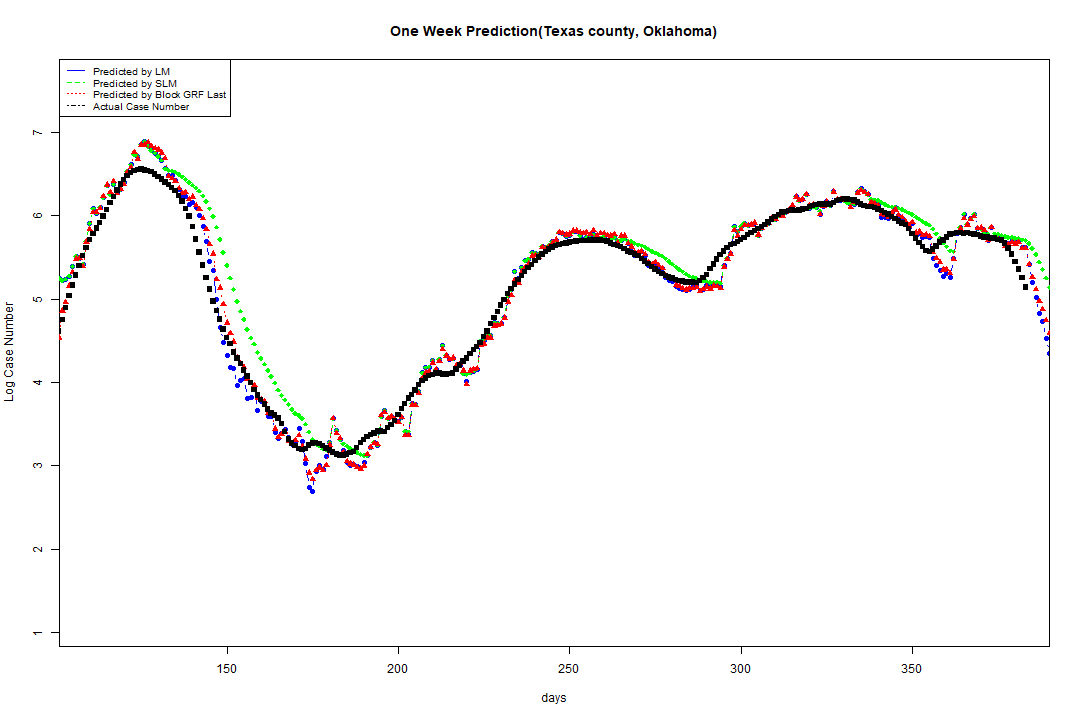 One Week Prediction(Texas county, Oklahoma)
Predicted by LM
Predicted by SLM
Predicted by Block GRF Last
Actual Case Number
7
6
5
4
3
2
1
Log Case Number
150 200 250 300 350
days